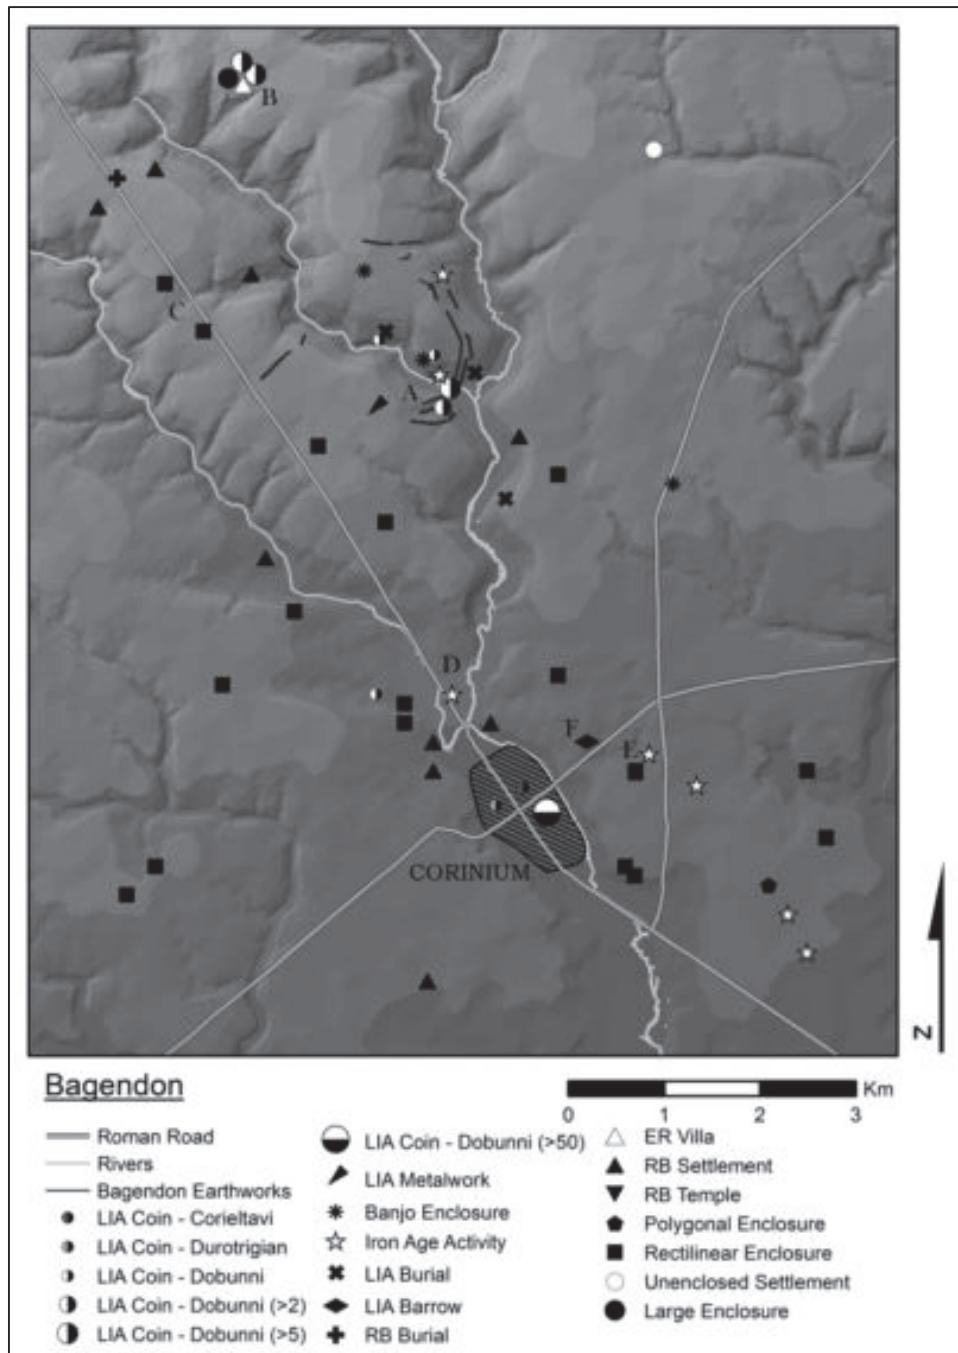 B
C
A
D
F
E
CORINIUM
N
Bagendon
Km
0 1 2 3
Roman Road
Rivers
Bagendon Earthworks
LIA Coin - Corieltavi
LIA Coin - Durotrigian
LIA Coin - Dobunni
LIA Coin - Dobunni (>2)
LIA Coin - Dobunni (>5)
LIA Coin - Dobunni (>50)
LIA Metalwork
Banjo Enclosure
Iron Age Activity
LIA Burial
LIA Barrow
RB Burial
ER Villa
RB Settlement
RB Temple
Polygonal Enclosure
Rectilinear Enclosure
Unenclosed Settlement
Large Enclosure